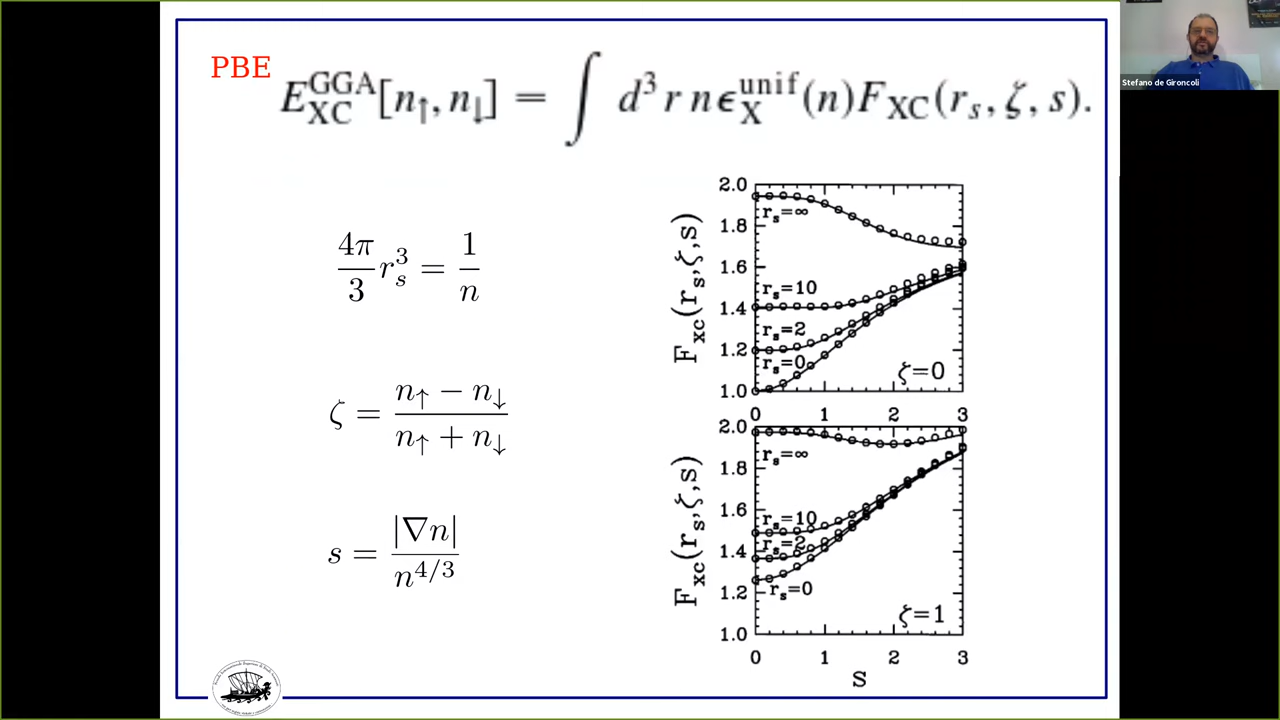 PBE
E_XC^GGA[n↑, n↓] = ∫ d³r n ϵ_X^unif(n) F_XC(r_s, ζ, s).
4π/3 r_s³ = 1/n
ζ = (n↑ − n↓)/(n↑ + n↓)
s = |∇n|/n^{4/3}
F_xc(r_s, ζ, s)
2.0
1.8
1.6
1.4
1.2
1.0
r_s=∞
r_s=10
r_s=2
r_s=0
ζ=0
0 1 2 3
F_xc(r_s, ζ, s)
2.0
1.8
1.6
1.4
1.2
1.0
r_s=∞
r_s=10
r_s=2
r_s=0
ζ=1
0 1 2 3
s
Stefano de Gironcoli